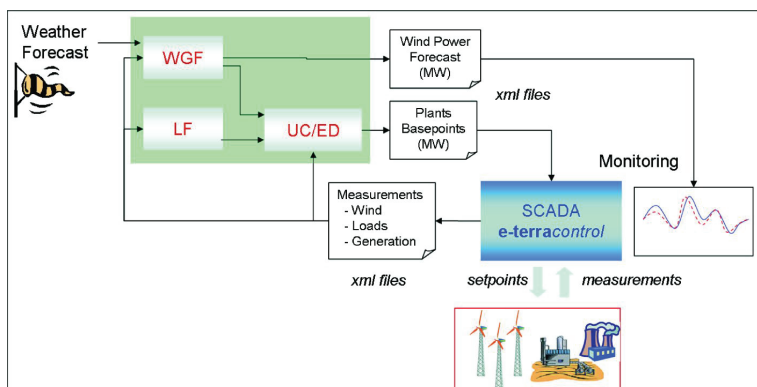 Weather
Forecast
WGF
LF
UC/ED
Wind Power
Forecast
(MW)
xml files
Plants
Basepoints
(MW)
Monitoring
Measurements
- Wind
- Loads
- Generation
xml files
SCADA
e-terracontrol
setpoints
measurements